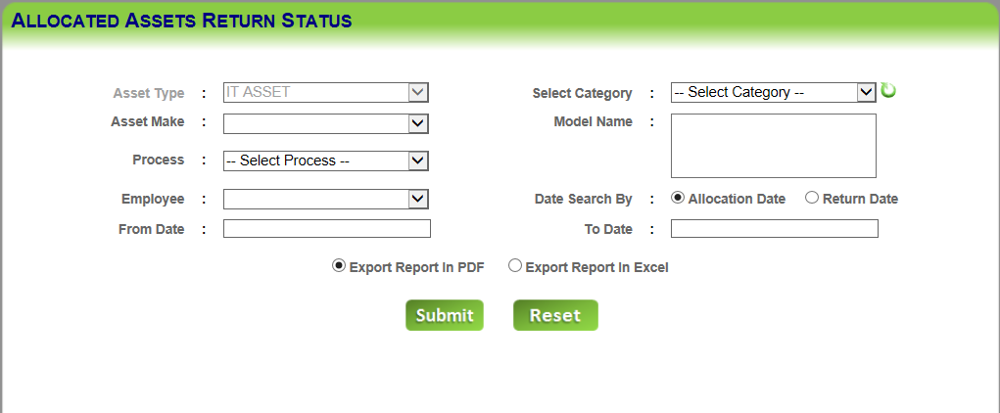 ALLOCATED ASSETS RETURN STATUS
Asset Type : IT ASSET Select Category : -- Select Category --
Asset Make : Model Name :
Process : -- Select Process --
Employee : Date Search By : Allocation Date Return Date
From Date : To Date :
Export Report In PDF Export Report In Excel
Submit Reset